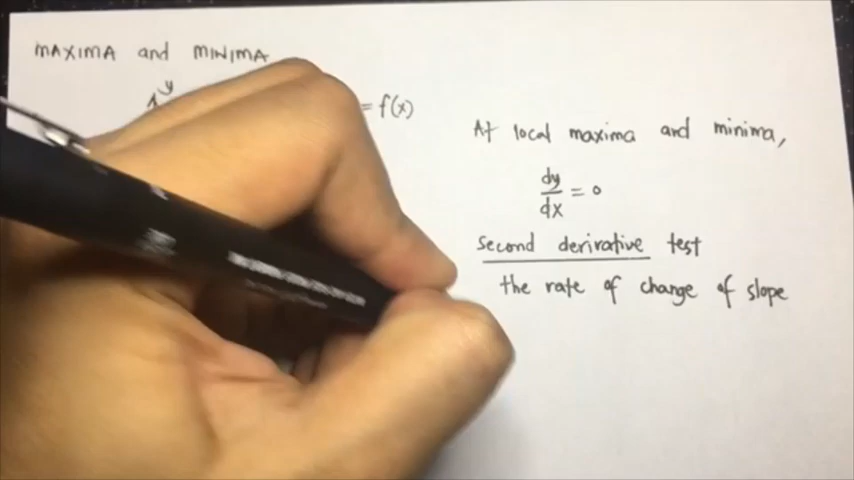 MAXIMA and MINIMA
y
= f(x)
At local maxima and minima,
dy
dx = 0
second derivative test
the rate of change of slope